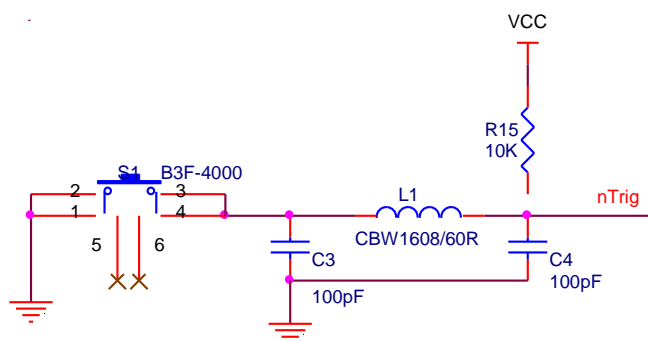 VCC
R15
10K
S1 B3F-4000
2 3
1 4
nTrig
L1
5 6
CBW1608/60R
C3
C4
100pF
100pF